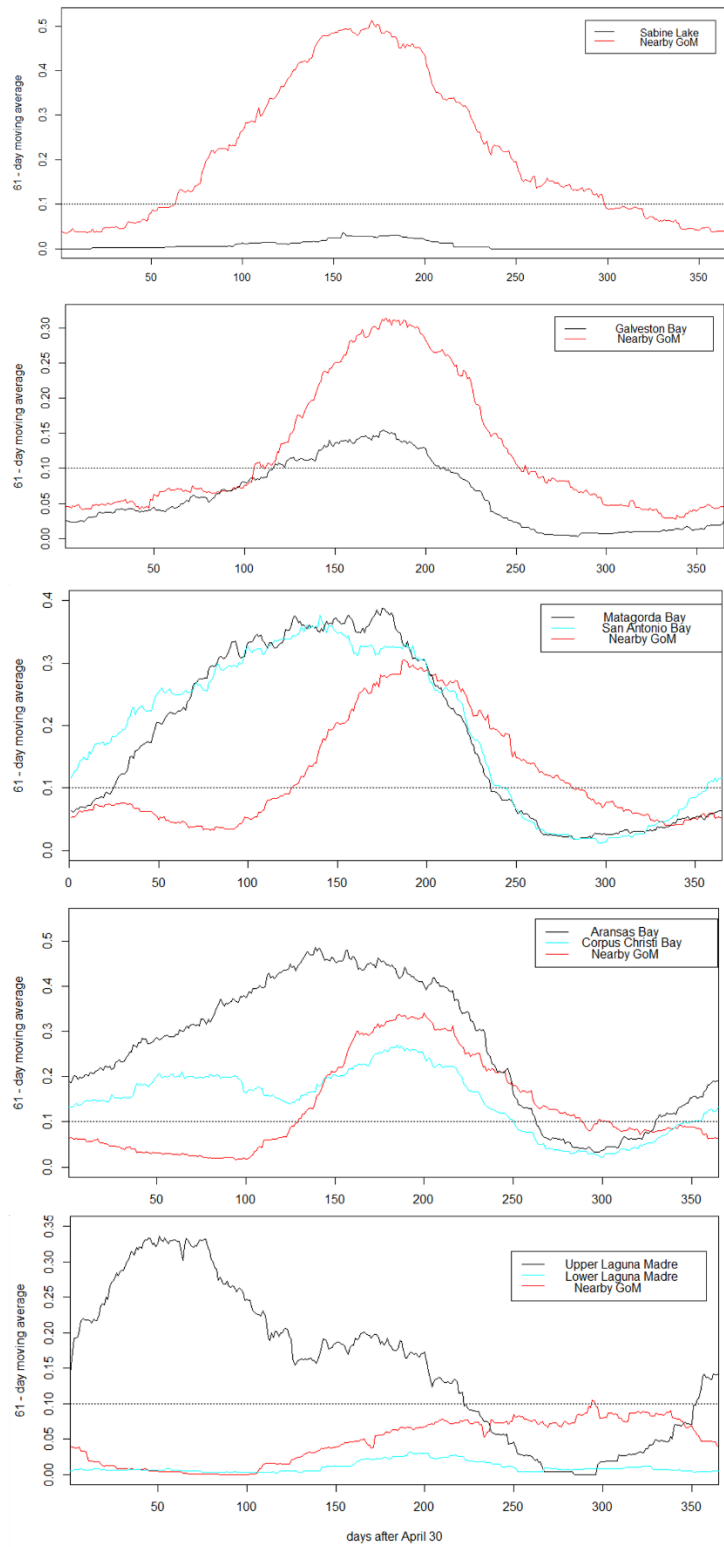 61 - day moving average
0.0 0.1 0.2 0.3 0.4 0.5
Sabine Lake
Nearby GoM
50 100 150 200 250 300 350
61 - day moving average
0.00 0.05 0.10 0.15 0.20 0.25 0.30
Galveston Bay
Nearby GoM
50 100 150 200 250 300 350
61 - day moving average
0.0 0.1 0.2 0.3 0.4
Matagorda Bay
San Antonio Bay
Nearby GoM
0 50 100 150 200 250 300 350
61 - day moving average
0.0 0.1 0.2 0.3 0.4 0.5
Aransas Bay
Corpus Christi Bay
Nearby GoM
50 100 150 200 250 300 350
61 - day moving average
0.00 0.05 0.10 0.15 0.20 0.25 0.30 0.35
Upper Laguna Madre
Lower Laguna Madre
Nearby GoM
50 100 150 200 250 300 350
days after April 30